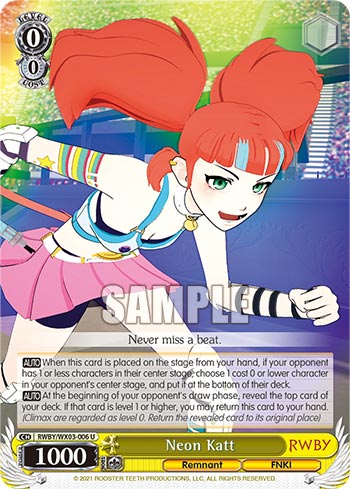 LEVEL
0
0
COST
SAMPLE
Never miss a beat.
AUTO When this card is placed on the stage from your hand, if your opponent
has 1 or less characters in their center stage, choose 1 cost 0 or lower character
in your opponent's center stage, and put it at the bottom of their deck.
AUTO At the beginning of your opponent's draw phase, reveal the top card of
your deck. If that card is level 1 or higher, you may return this card to your hand.
(Climax are regarded as level 0. Return the revealed card to its original place)
CH RWBY/WX03-006 U
Neon Katt
RWBY
1000
Remnant
FNKI
© 2021 ROOSTER TEETH PRODUCTIONS, LLC, ALL RIGHTS RESERVED.